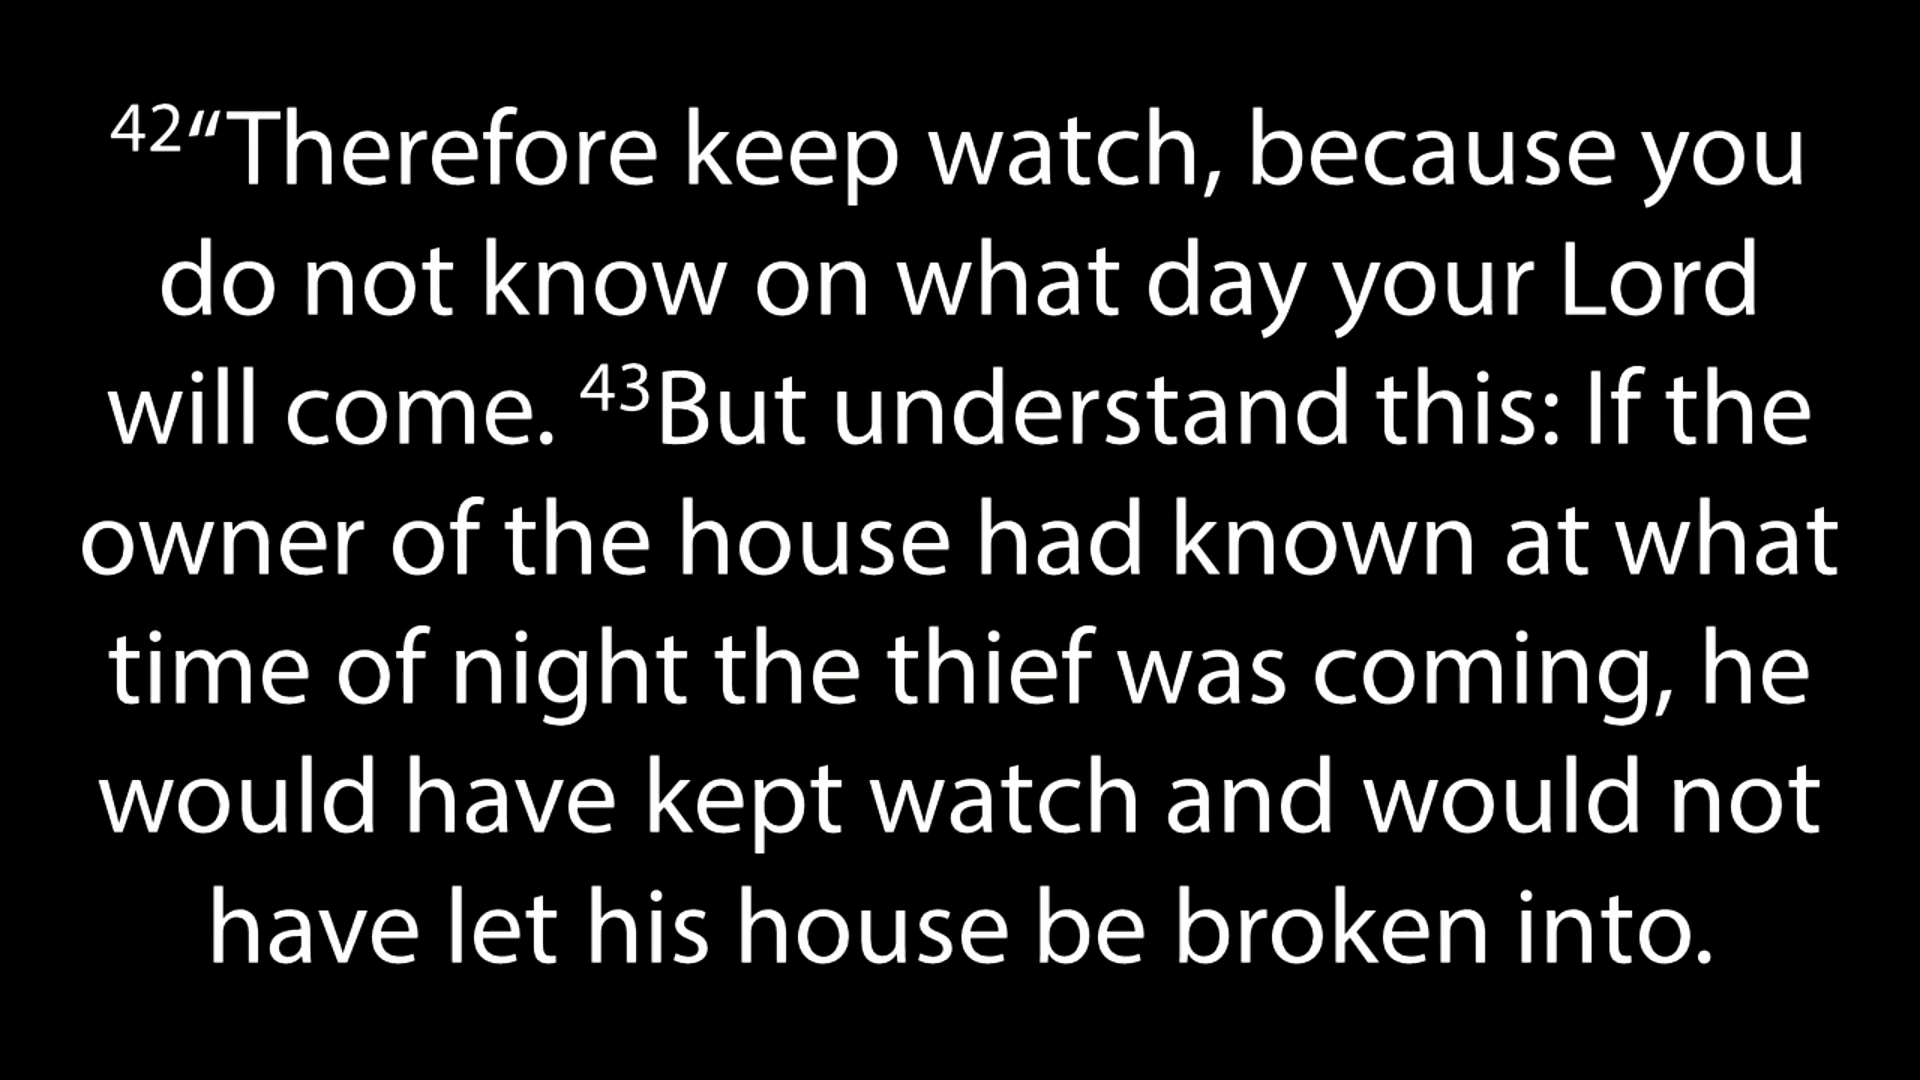 ⁴²“Therefore keep watch, because you
do not know on what day your Lord
will come. ⁴³But understand this: If the
owner of the house had known at what
time of night the thief was coming, he
would have kept watch and would not
have let his house be broken into.